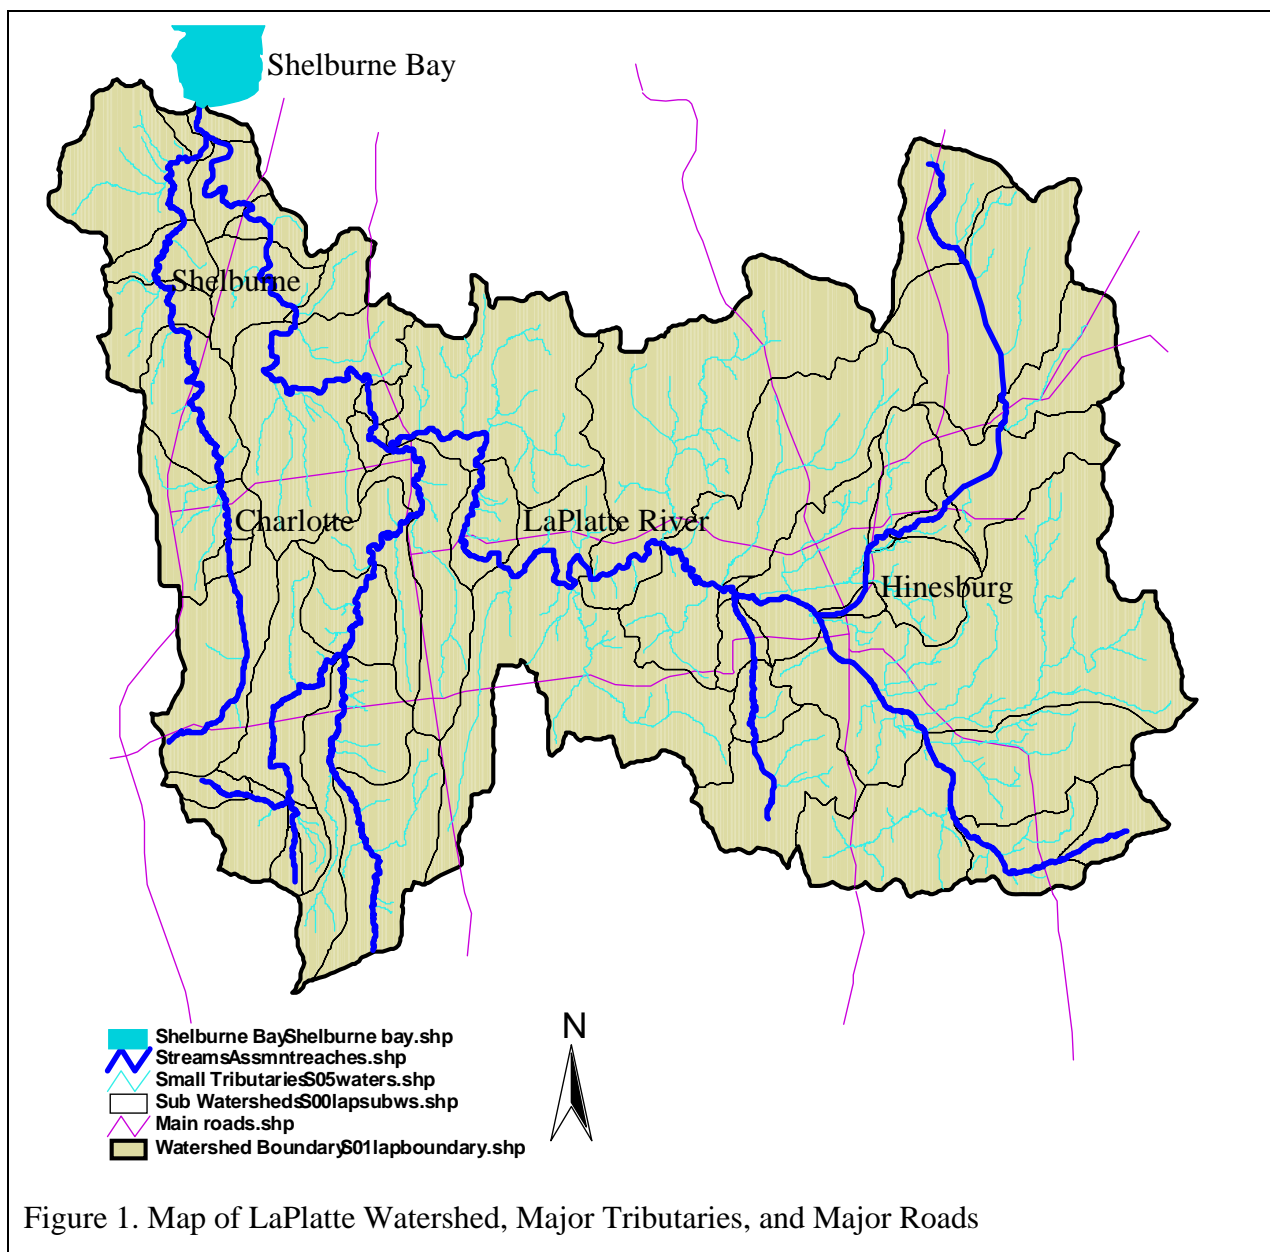 Shelburne Bay
Shelburne
Charlotte
LaPlatte River
Hinesburg
N
Shelburne BayShelburne bay.shp
StreamsAssmntreaches.shp
Small TributariesS05waters.shp
Sub WatershedsS00lapsubws.shp
Main roads.shp
Watershed BoundaryS01lapboundary.shp
Figure 1. Map of LaPlatte Watershed, Major Tributaries, and Major Roads